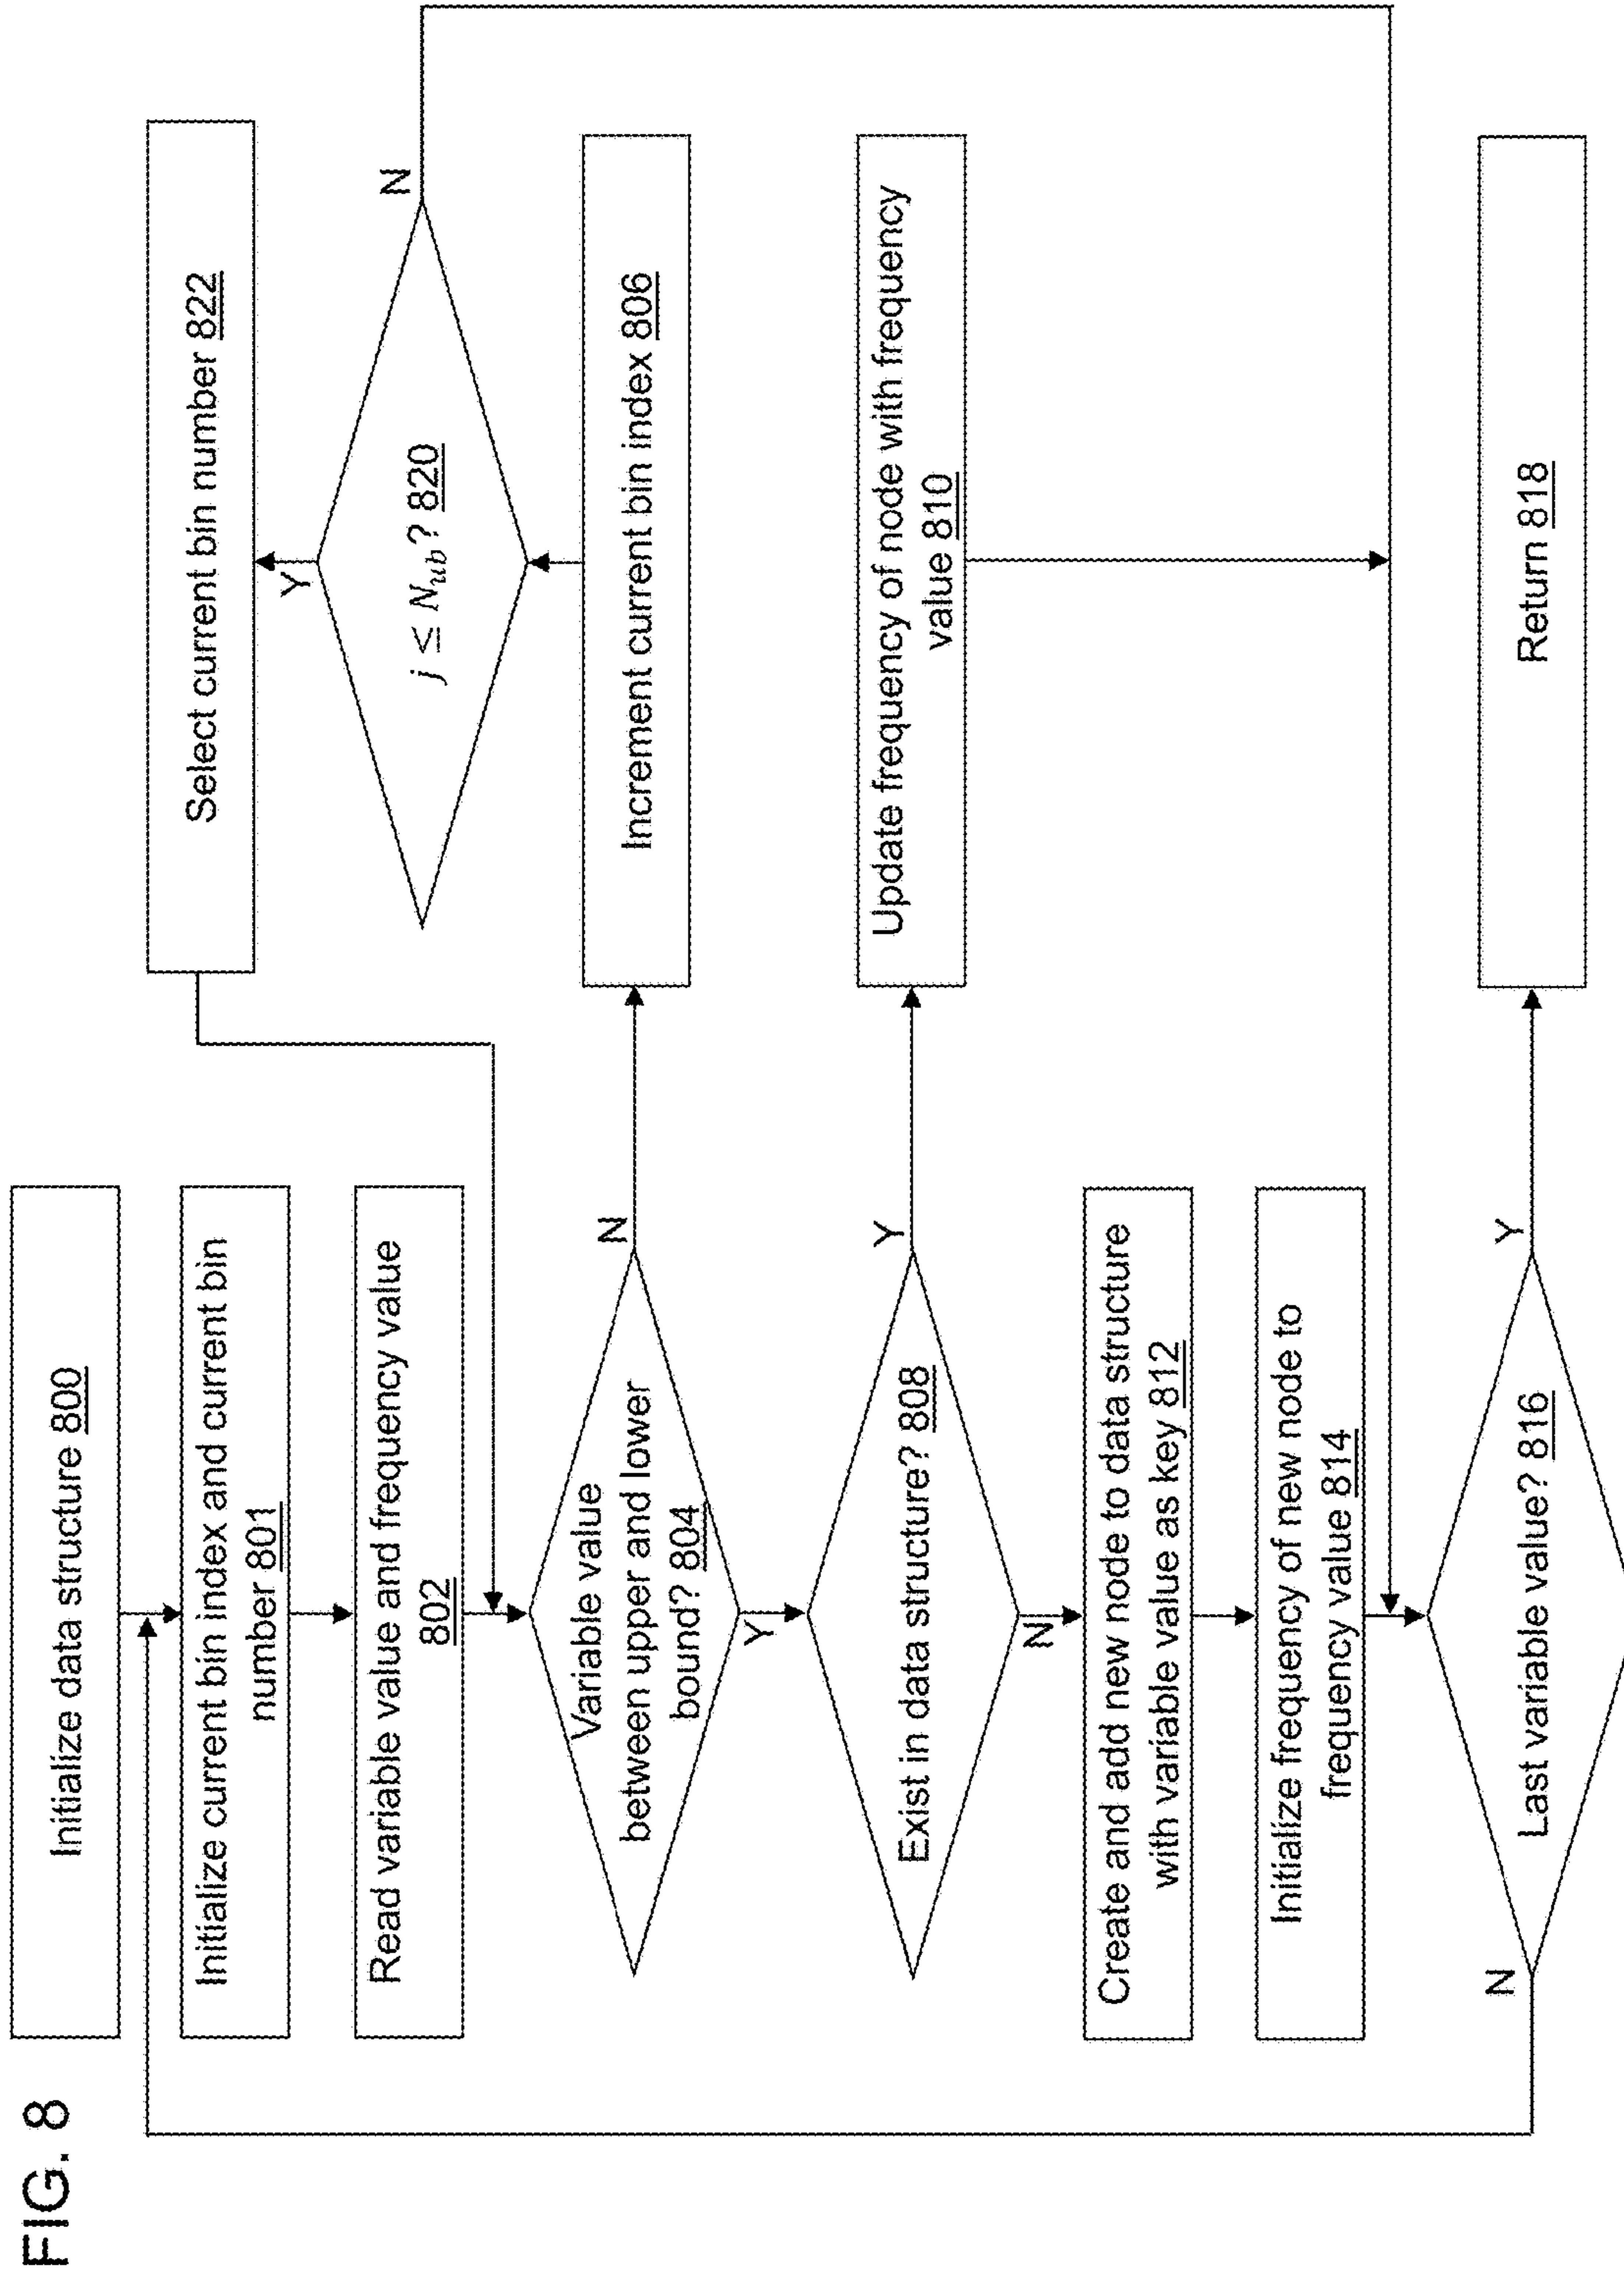 FIG. 8
Initialize data structure 800
Initialize current bin index and current bin
number 801
Read variable value and frequency value
802
Variable value
between upper and lower
bound? 804
N
Y
Exist in data structure? 808
Y
N
Create and add new node to data structure
with variable value as key 812
Initialize frequency of new node to
frequency value 814
Last variable value? 816
N
Y
Select current bin number 822
Y
j ≤ N_{ub}? 820
N
Increment current bin index 806
Update frequency of node with frequency
value 810
Return 818